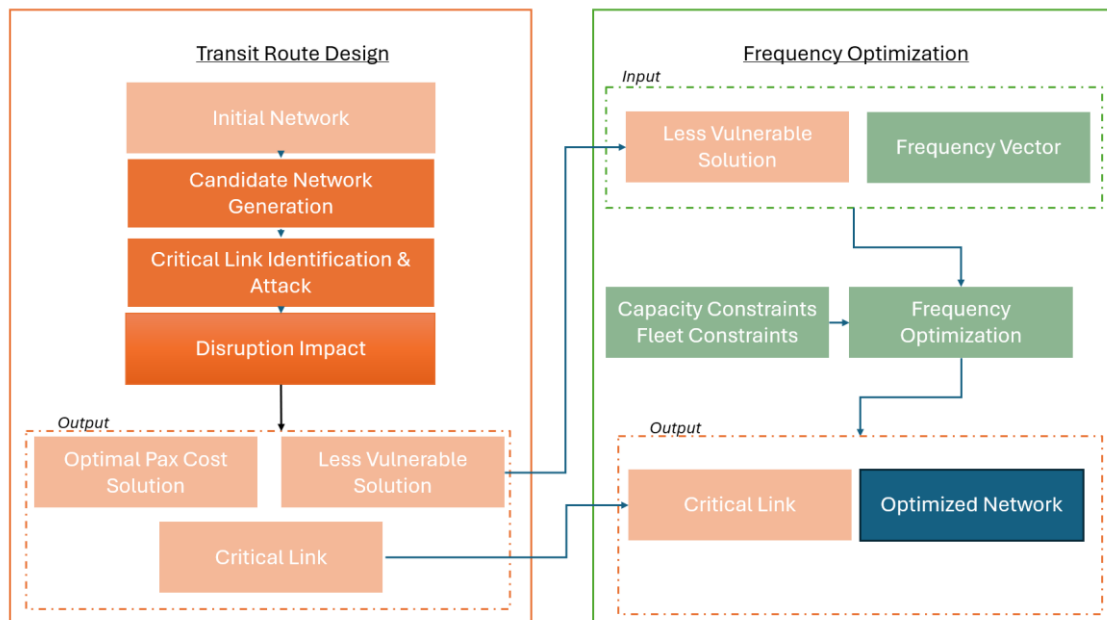 Transit Route Design
Initial Network
Candidate Network
Generation
Critical Link Identification &
Attack
Disruption Impact
Output
Optimal Pax Cost
Solution
Less Vulnerable
Solution
Critical Link
Frequency Optimization
Input
Less Vulnerable
Solution
Frequency Vector
Capacity Constraints
Fleet Constraints
Frequency
Optimization
Output
Critical Link
Optimized Network